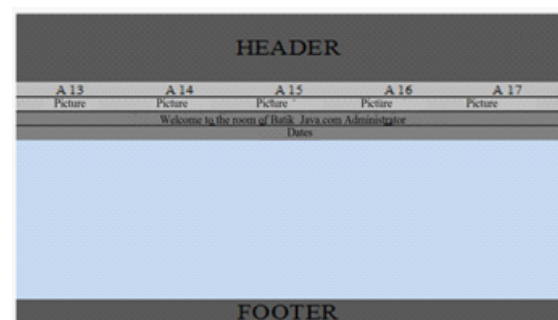 HEADER
A 13 A 14 A 15 A 16 A 17
Picture Picture Picture Picture Picture
Welcome to the room of Batik Java.com Administrator
Dates
FOOTER